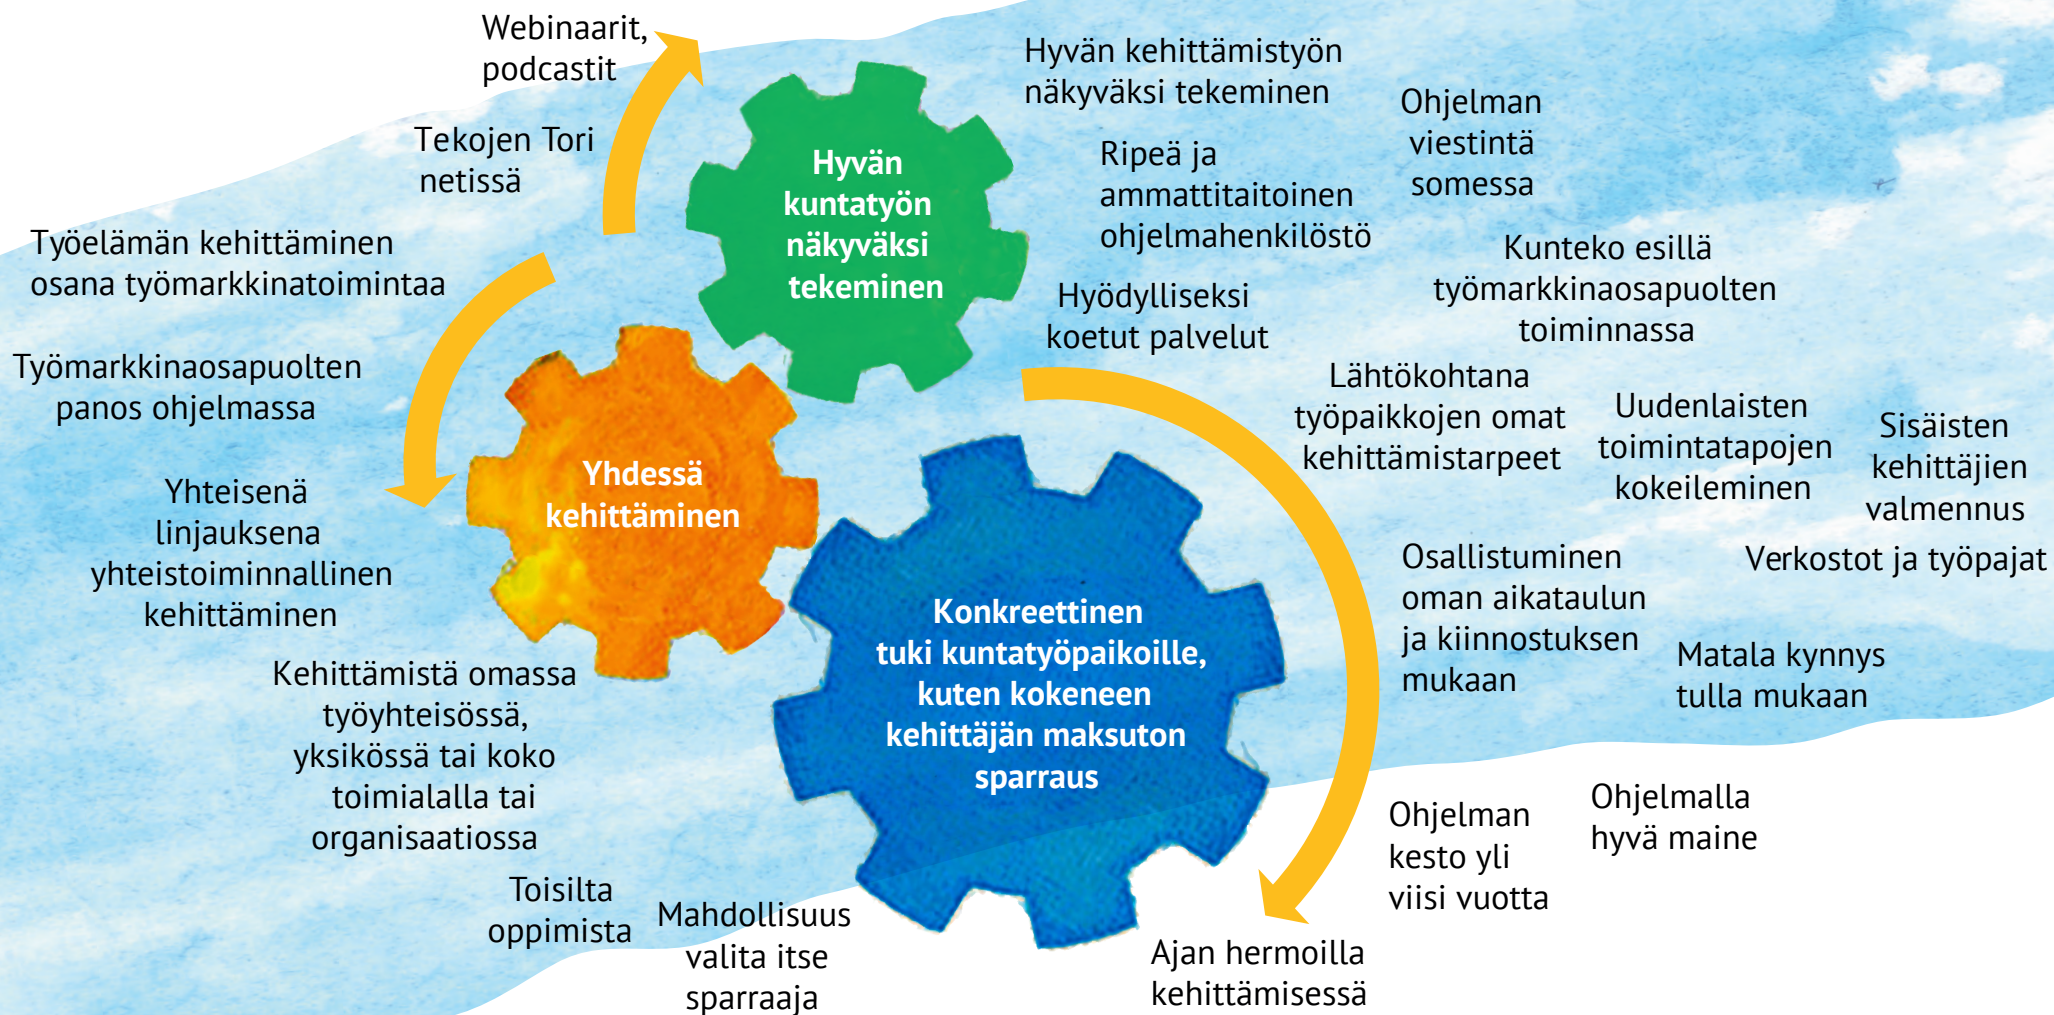 Webinaarit,
podcastit
Tekojen Tori
netissä
Työelämän kehittäminen
osana työmarkkinatoimintaa
Työmarkkinaosapuolten
panos ohjelmassa
Yhteisenä
linjauksena
yhteistoiminnallinen
kehittäminen
Kehittämistä omassa
työyhteisössä,
yksikössä tai koko
toimialalla tai
organisaatiossa
Toisilta
oppimista
Mahdollisuus
valita itse
sparraaja
Hyvän
kuntatyön
näkyväksi
tekeminen
Yhdessä
kehittäminen
Konkreettinen
tuki kuntatyöpaikoille,
kuten kokeneen
kehittäjän maksuton
sparraus
Hyvän kehittämistyön
näkyväksi tekeminen
Ohjelman
viestintä
somessa
Ripeä ja
ammattitaitoinen
ohjelmahenkilöstö
Kunteko esillä
työmarkkinaosapuolten
toiminnassa
Hyödylliseksi
koetut palvelut
Lähtökohtana
työpaikkojen omat
kehittämistarpeet
Uudenlaisten
toimintatapojen
kokeileminen
Sisäisten
kehittäjien
valmennus
Osallistuminen
oman aikataulun
ja kiinnostuksen
mukaan
Verkostot ja työpajat
Matala kynnys
tulla mukaan
Ohjelman
kesto yli
viisi vuotta
Ohjelmalla
hyvä maine
Ajan hermoilla
kehittämisessä